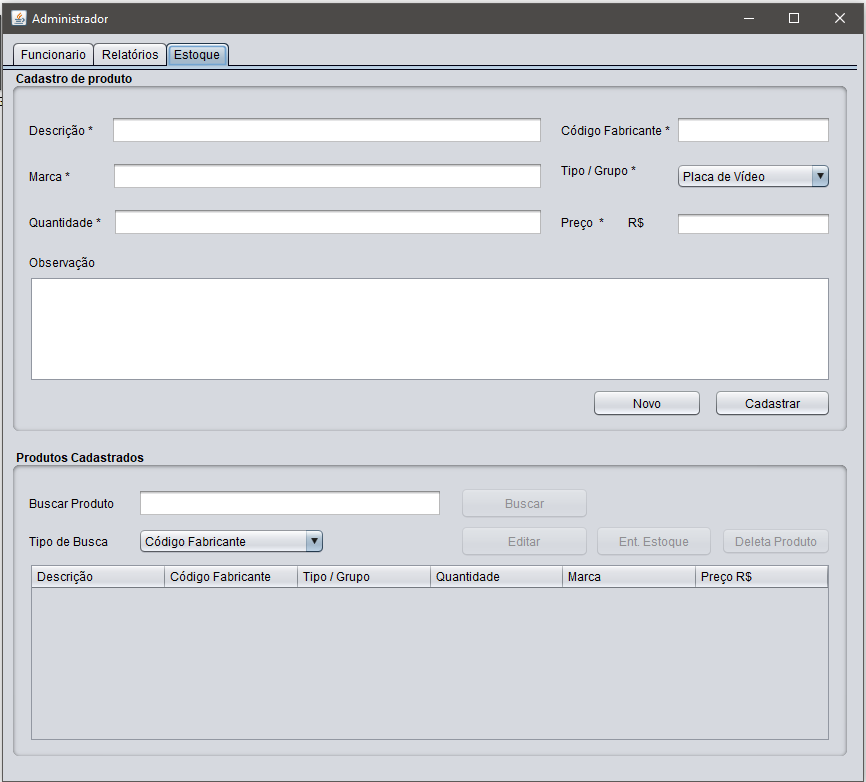 Administrador
Funcionario Relatórios Estoque
Cadastro de produto
Descrição * Código Fabricante *
Marca * Tipo / Grupo * Placa de Vídeo
Quantidade * Preço * R$
Observação
Novo Cadastrar
Produtos Cadastrados
Buscar Produto Buscar
Tipo de Busca Código Fabricante Editar Ent. Estoque Deleta Produto
Descrição Código Fabricante Tipo / Grupo Quantidade Marca Preço R$